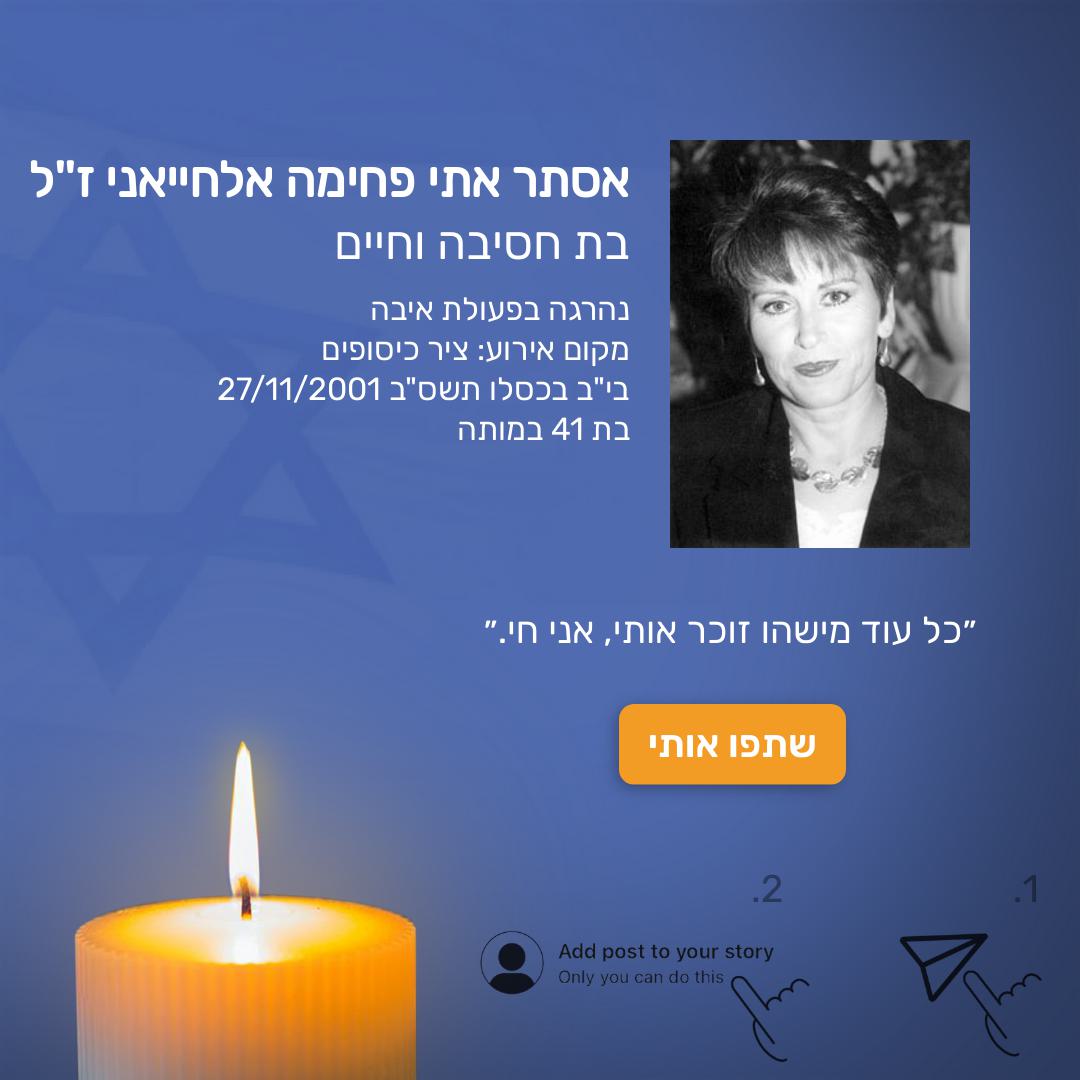 אסתר אתי פחימה אלחייאני ז"ל
בת חסיבה וחיים
נהרגה בפעולת איבה
מקום אירוע: ציר כיסופים
בי"ב בכסלו תשס"ב 27/11/2001
בת 41 במותה
״כל עוד מישהו זוכר אותי, אני חי.״
שתפו אותי
1.
2.
Add post to your story
Only you can do this